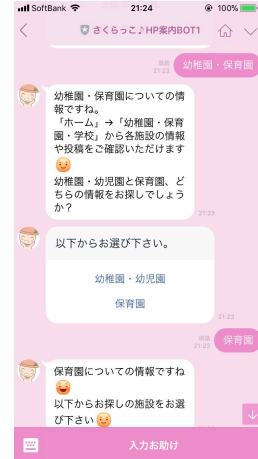 SoftBank 21:24 100%
さくらっこ♪HP案内BOT1
既読
21:23
幼稚園・保育園
幼稚園・保育園についての情
報ですね。
「ホーム」→「幼稚園・保育
園・学校」から各施設の情報
や投稿をご確認いただけます
幼稚園・幼児園と保育園、ど
ちらの情報をお探しでしょう
か？
21:23
以下からお選び下さい。
幼稚園・幼児園
保育園
21:23
既読
21:23
保育園
保育園についての情報ですね
以下からお探しの施設をお選
び下さい
入力お助け